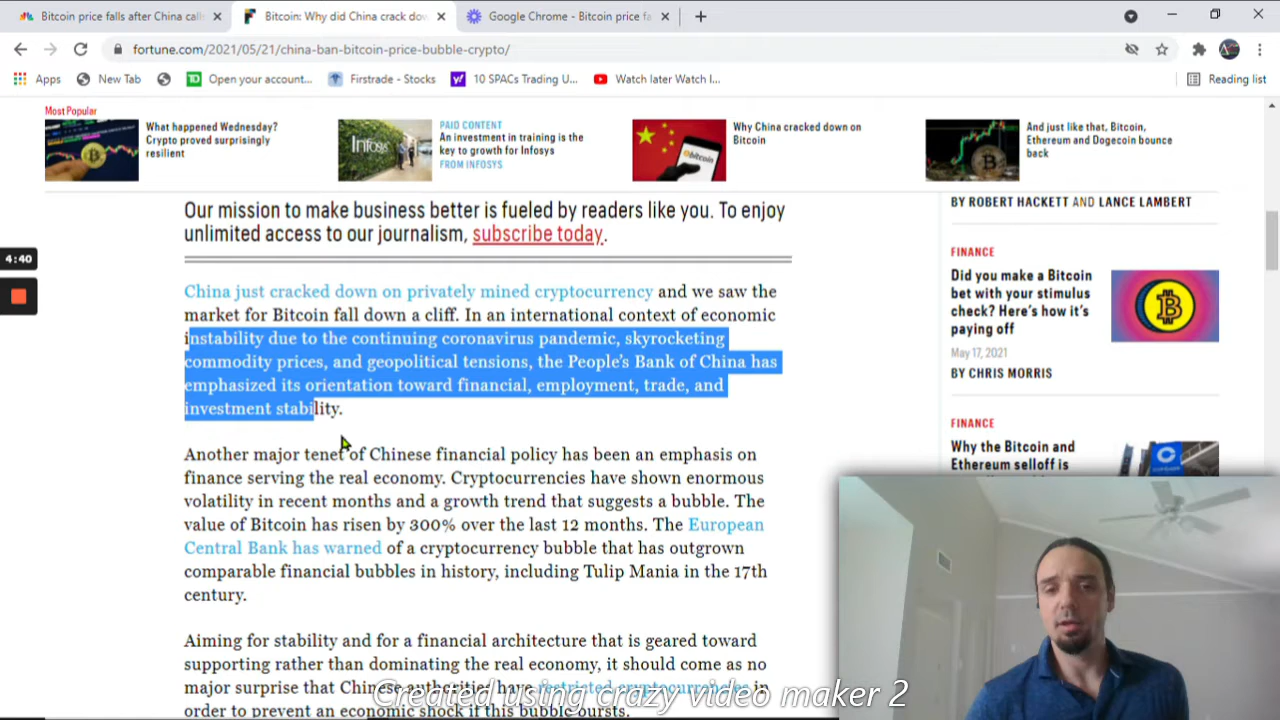 Bitcoin price falls after China call
Bitcoin: Why did China crack dow
Google Chrome - Bitcoin price fa
fortune.com/2021/05/21/china-ban-bitcoin-price-bubble-crypto/
Apps
New Tab
Open your account...
Firstrade - Stocks
10 SPACs Trading U...
Watch later Watch l...
Reading list
Most Popular
What happened Wednesday?
Crypto proved surprisingly
resilient
Infosys
PAID CONTENT
An investment in training is the
key to growth for Infosys
FROM INFOSYS
bitcoin
Why China cracked down on
Bitcoin
And just like that, Bitcoin,
Ethereum and Dogecoin bounce
back
Our mission to make business better is fueled by readers like you. To enjoy
unlimited access to our journalism, subscribe today.
4:40
China just cracked down on privately mined cryptocurrency and we saw the
market for Bitcoin fall down a cliff. In an international context of economic
instability due to the continuing coronavirus pandemic, skyrocketing
commodity prices, and geopolitical tensions, the People's Bank of China has
emphasized its orientation toward financial, employment, trade, and
investment stability.
Another major tenet of Chinese financial policy has been an emphasis on
finance serving the real economy. Cryptocurrencies have shown enormous
volatility in recent months and a growth trend that suggests a bubble. The
value of Bitcoin has risen by 300% over the last 12 months. The European
Central Bank has warned of a cryptocurrency bubble that has outgrown
comparable financial bubbles in history, including Tulip Mania in the 17th
century.
Aiming for stability and for a financial architecture that is geared toward
supporting rather than dominating the real economy, it should come as no
major surprise that Chinese authorities have restricted cryptocurrencies in
order to prevent an economic shock if this bubble bursts.
BY ROBERT HACKETT AND LANCE LAMBERT
FINANCE
Did you make a Bitcoin
bet with your stimulus
check? Here's how it's
paying off
May 17, 2021
BY CHRIS MORRIS
FINANCE
Why the Bitcoin and
Ethereum selloff is
Created using crazy video maker 2